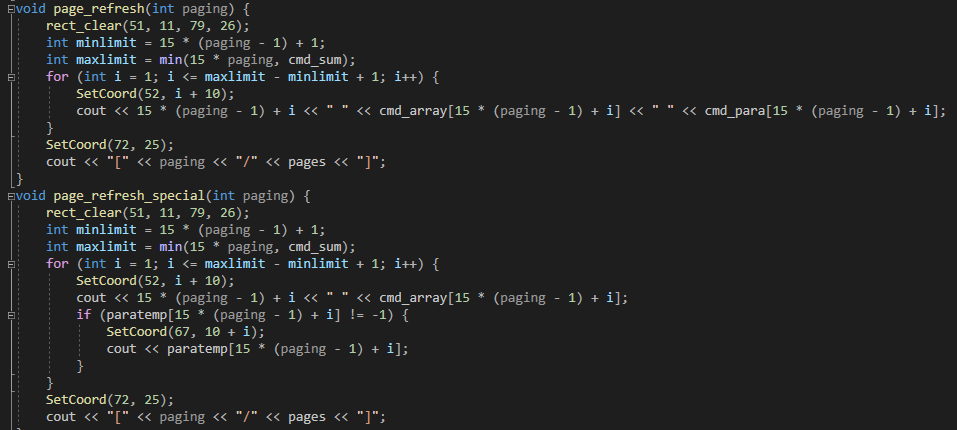 void page_refresh(int paging) {
    rect_clear(51, 11, 79, 26);
    int minlimit = 15 * (paging - 1) + 1;
    int maxlimit = min(15 * paging, cmd_sum);
    for (int i = 1; i <= maxlimit - minlimit + 1; i++) {
        SetCoord(52, i + 10);
        cout << 15 * (paging - 1) + i << " " << cmd_array[15 * (paging - 1) + i] << " " << cmd_para[15 * (paging - 1) + i];
    }
    SetCoord(72, 25);
    cout << "[" << paging << "/" << pages << "]";
}
void page_refresh_special(int paging) {
    rect_clear(51, 11, 79, 26);
    int minlimit = 15 * (paging - 1) + 1;
    int maxlimit = min(15 * paging, cmd_sum);
    for (int i = 1; i <= maxlimit - minlimit + 1; i++) {
        SetCoord(52, i + 10);
        cout << 15 * (paging - 1) + i << " " << cmd_array[15 * (paging - 1) + i];
        if (paratemp[15 * (paging - 1) + i] != -1) {
            SetCoord(67, 10 + i);
            cout << paratemp[15 * (paging - 1) + i];
        }
    }
    SetCoord(72, 25);
    cout << "[" << paging << "/" << pages << "]";